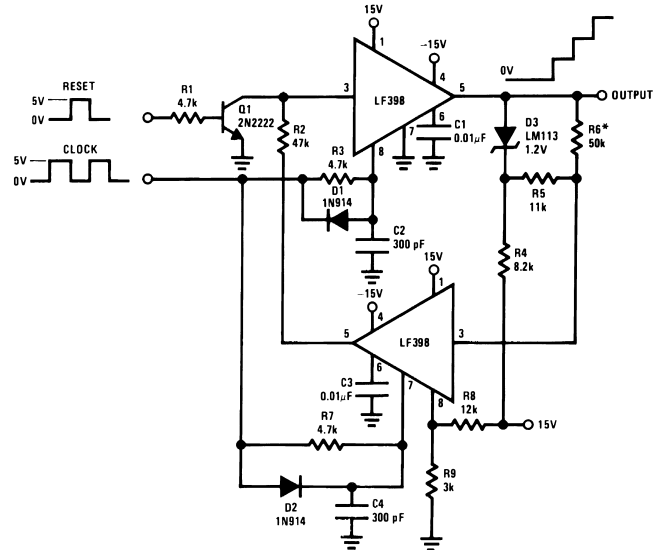 15V
-15V
0V
1
4
RESET
5V
0V
R1
4.7k
Q1
2N2222
3
LF398
5
OUTPUT
6
7
8
C1
0.01μF
D3
LM113
1.2V
R6*
50k
R2
47k
CLOCK
5V
0V
R3
4.7k
D1
1N914
R5
11k
C2
300 pF
R4
8.2k
15V
-15V
1
4
5
LF398
3
6
7
8
C3
0.01μF
R8
12k
15V
R7
4.7k
R9
3k
D2
1N914
C4
300 pF